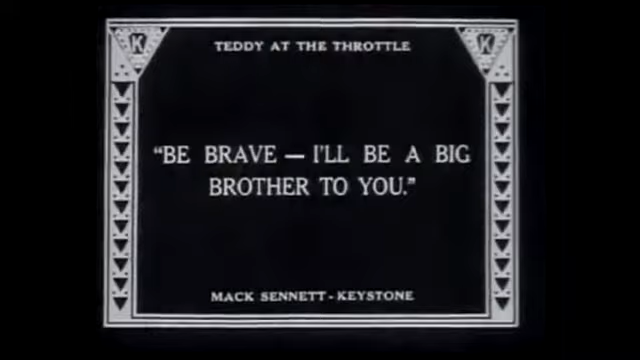 K K
TEDDY AT THE THROTTLE
"BE BRAVE — I'LL BE A BIG
BROTHER TO YOU."
MACK SENNETT - KEYSTONE